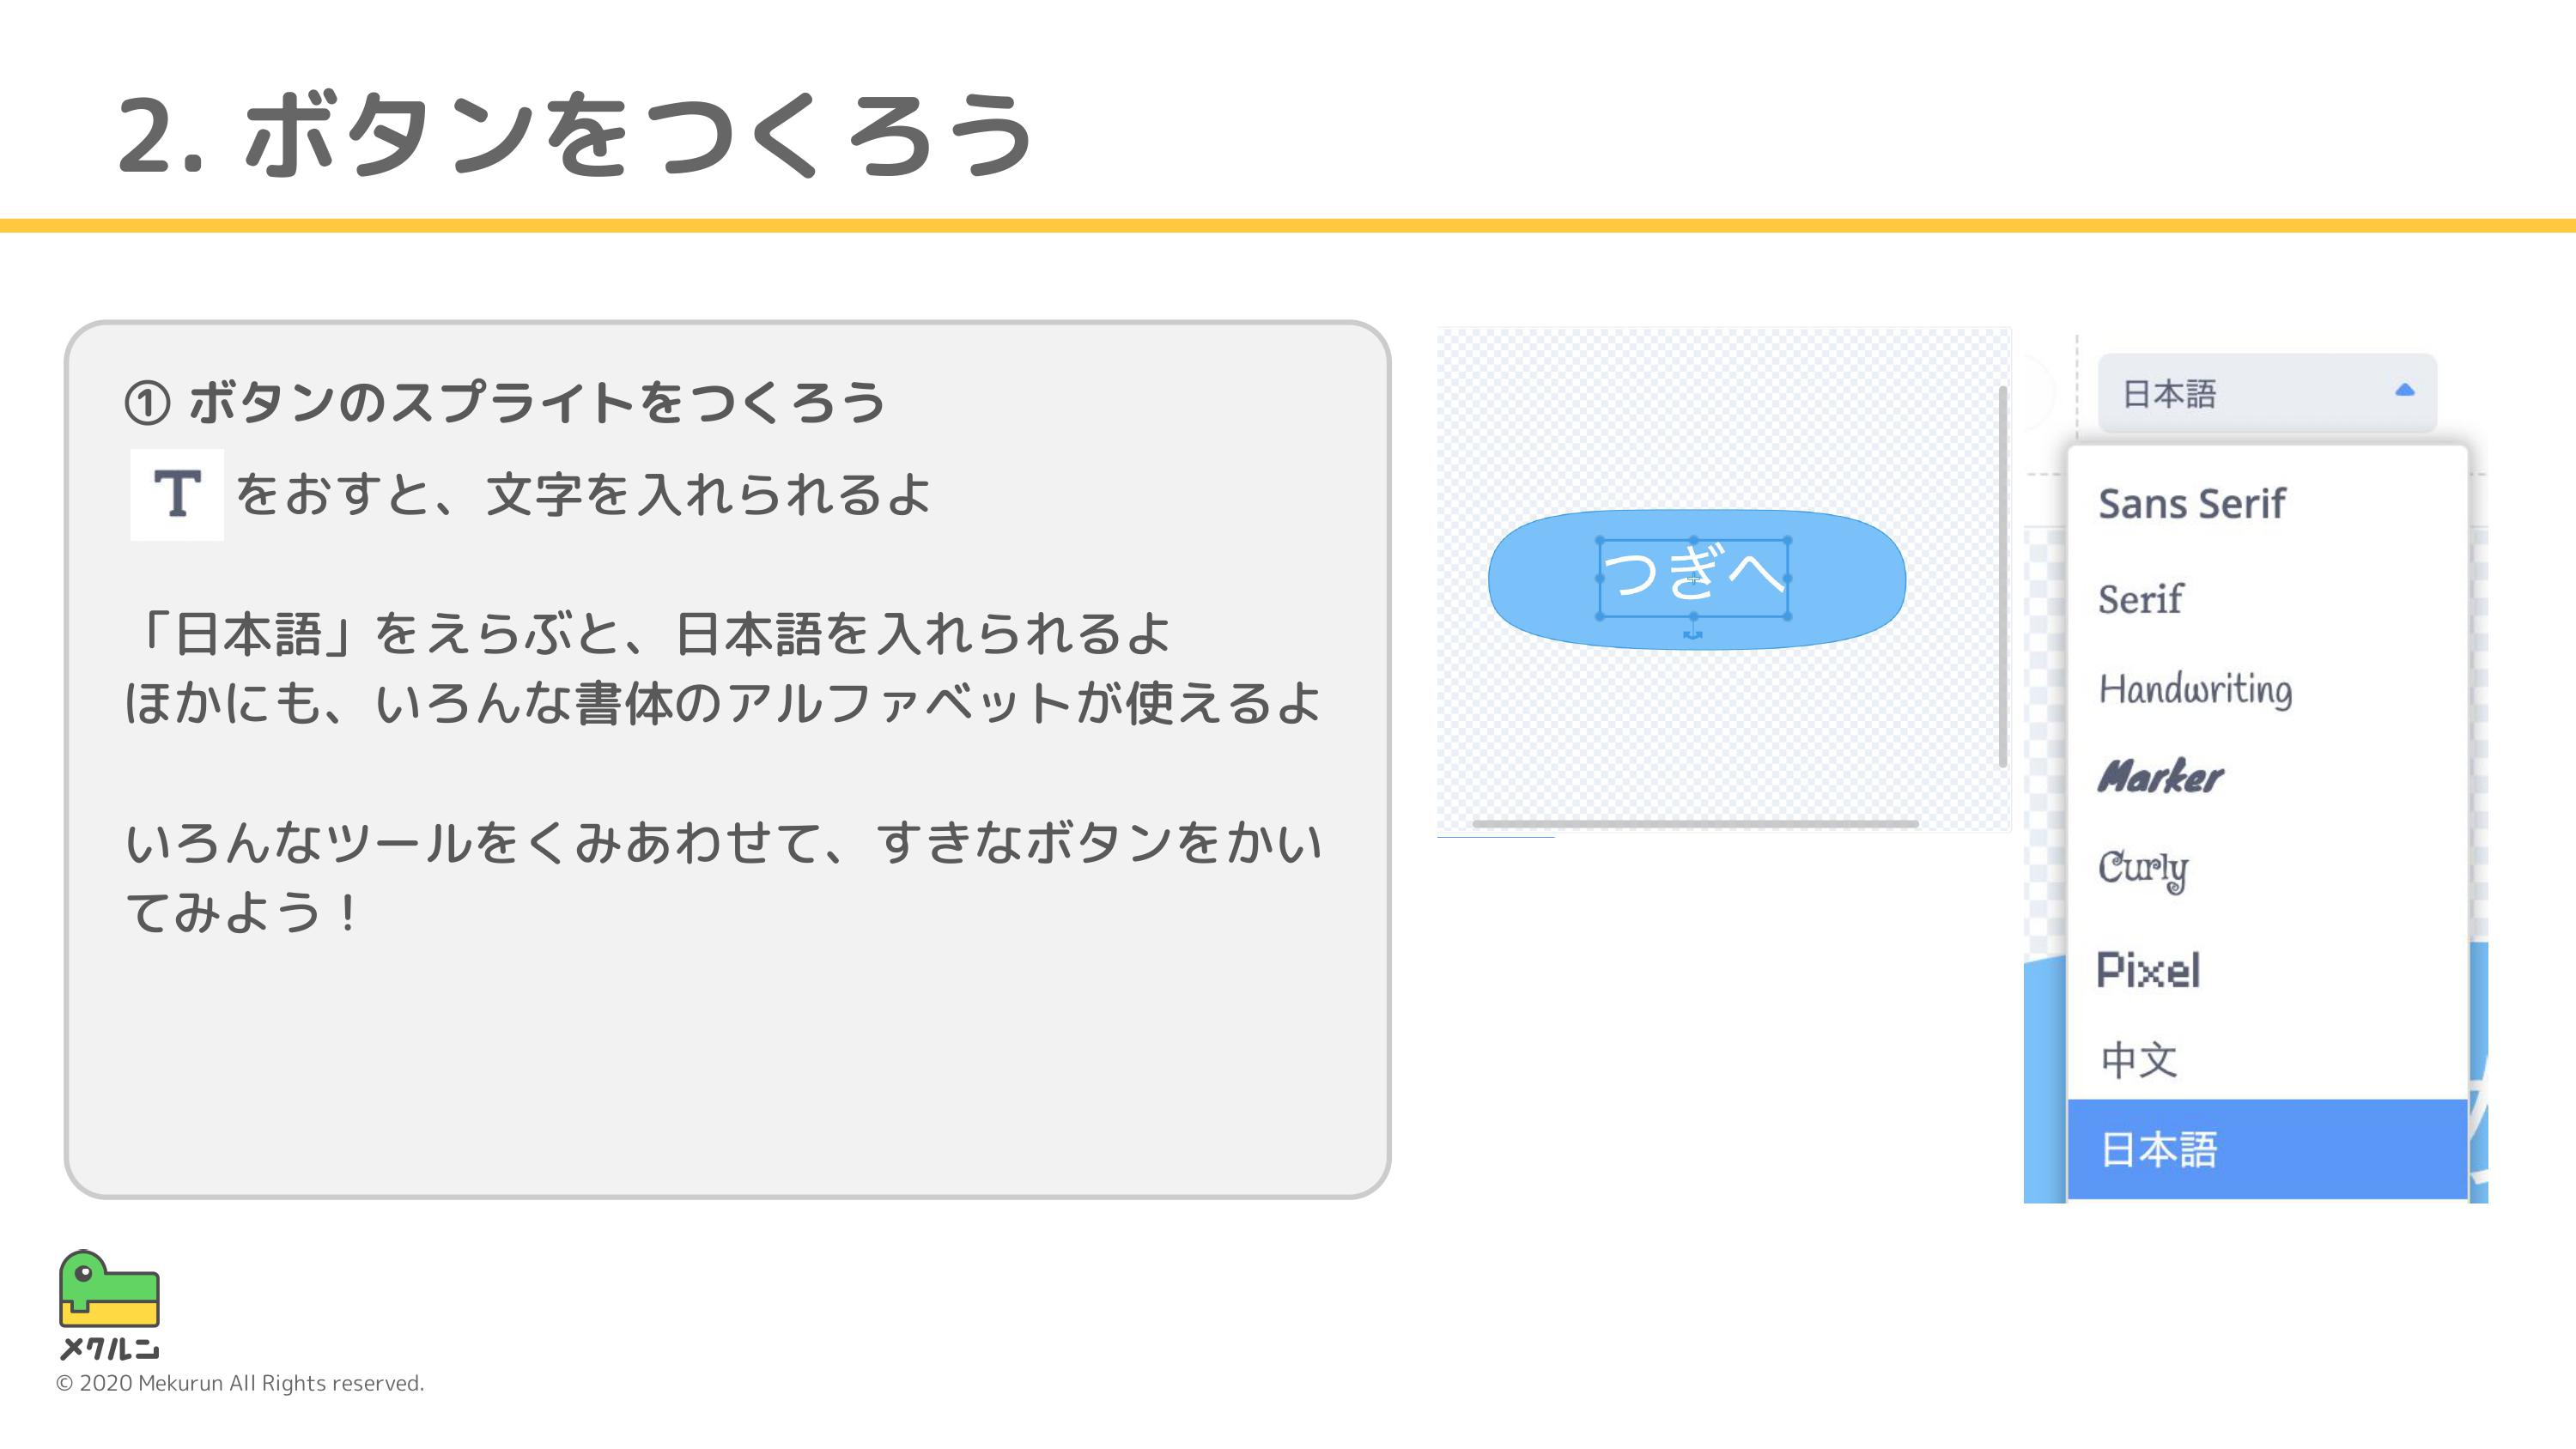 2. ボタンをつくろう
① ボタンのスプライトをつくろう
T をおすと、文字を入れられるよ
「日本語」をえらぶと、日本語を入れられるよ
ほかにも、いろんな書体のアルファベットが使えるよ
いろんなツールをくみあわせて、すきなボタンをかい
てみよう！
つぎへ
日本語
Sans Serif
Serif
Handwriting
Marker
Curly
Pixel
中文
日本語
メクルン
© 2020 Mekurun All Rights reserved.